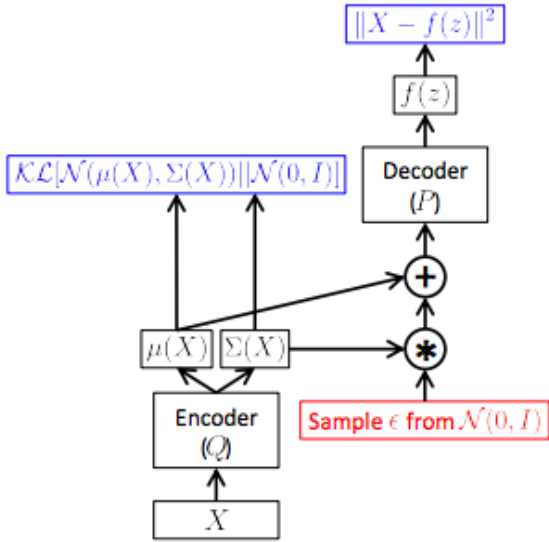 ‖X − f(z)‖²
f(z)
𝒦ℒ[𝒩(μ(X), Σ(X))||𝒩(0, I)]
Decoder
(P)
+
μ(X)
Σ(X)
*
Encoder
(Q)
Sample ϵ from 𝒩(0, I)
X